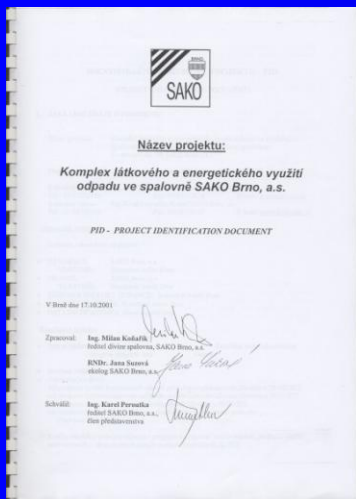 SAKO
Název projektu:
Komplex látkového a energetického využití
odpadu ve spalovně SAKO Brno, a.s.
PID - PROJECT IDENTIFICATION DOCUMENT
V Brně dne 17.10.2001
Zpracoval: Ing. Milan Kaňařík
ředitel divize spalovna, SAKO Brno, a.s.
RNDr. Jana Suzová
ekolog SAKO Brno, a.s.
Schválil: Ing. Karel
ředitel SAKO Brno, a.s.,
člen představenstva